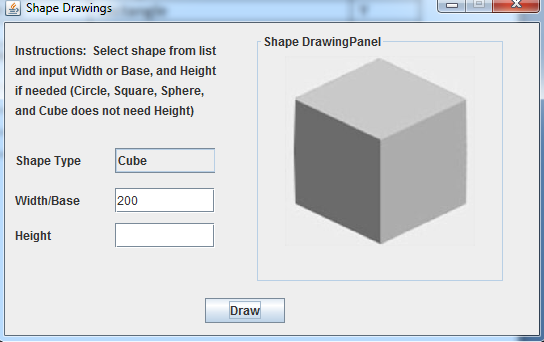 Shape Drawings
Instructions:  Select shape from list
and input Width or Base, and Height
if needed (Circle, Square, Sphere,
and Cube does not need Height)
Shape DrawingPanel
Shape Type Cube
Width/Base 200
Height
Draw